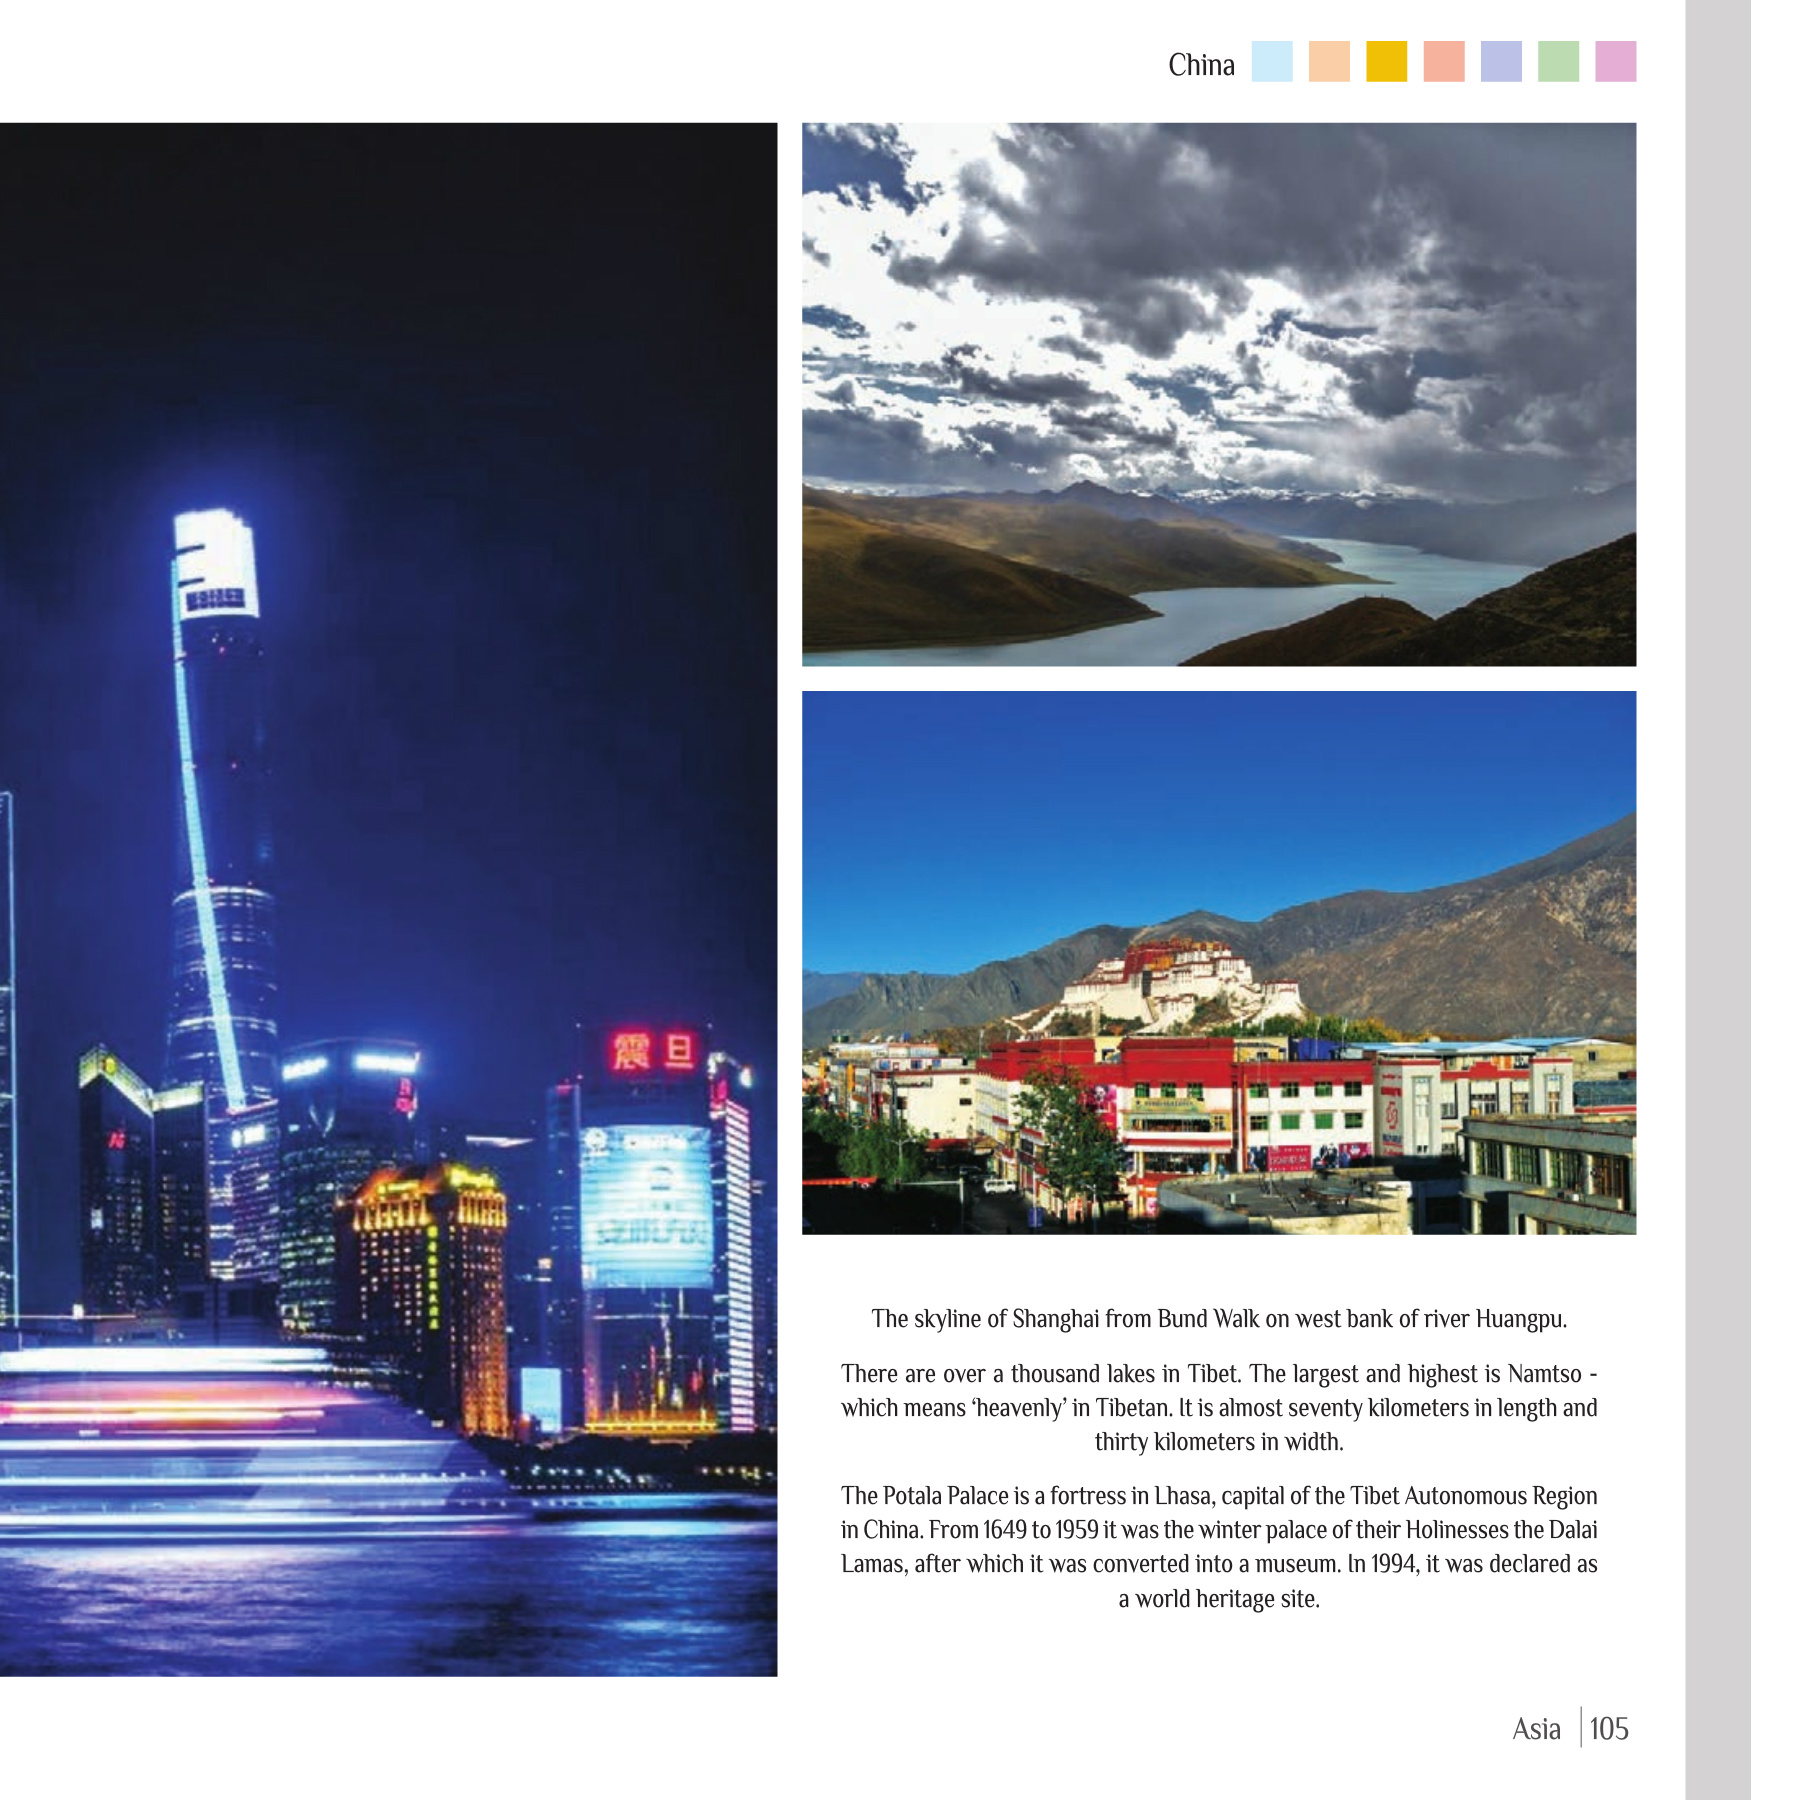 China
震旦
The skyline of Shanghai from Bund Walk on west bank of river Huangpu.
There are over a thousand lakes in Tibet. The largest and highest is Namtso -
which means ‘heavenly’ in Tibetan. It is almost seventy kilometers in length and
thirty kilometers in width.
The Potala Palace is a fortress in Lhasa, capital of the Tibet Autonomous Region
in China. From 1649 to 1959 it was the winter palace of their Holinesses the Dalai
Lamas, after which it was converted into a museum. In 1994, it was declared as
a world heritage site.
Asia | 105